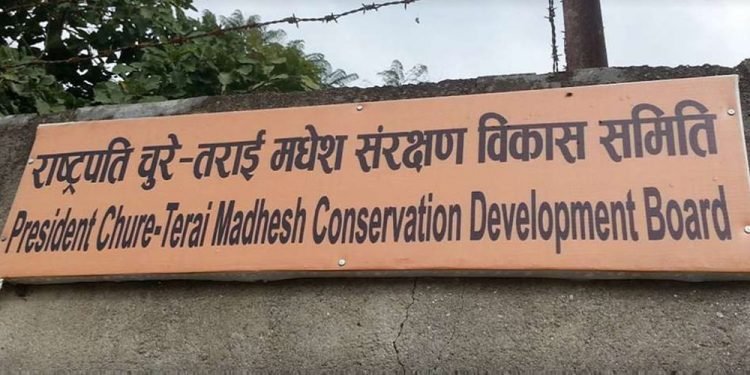 राष्ट्रपति चुरे-तराई मधेश संरक्षण विकास समिति
President Chure-Terai Madhesh Conservation Development Board